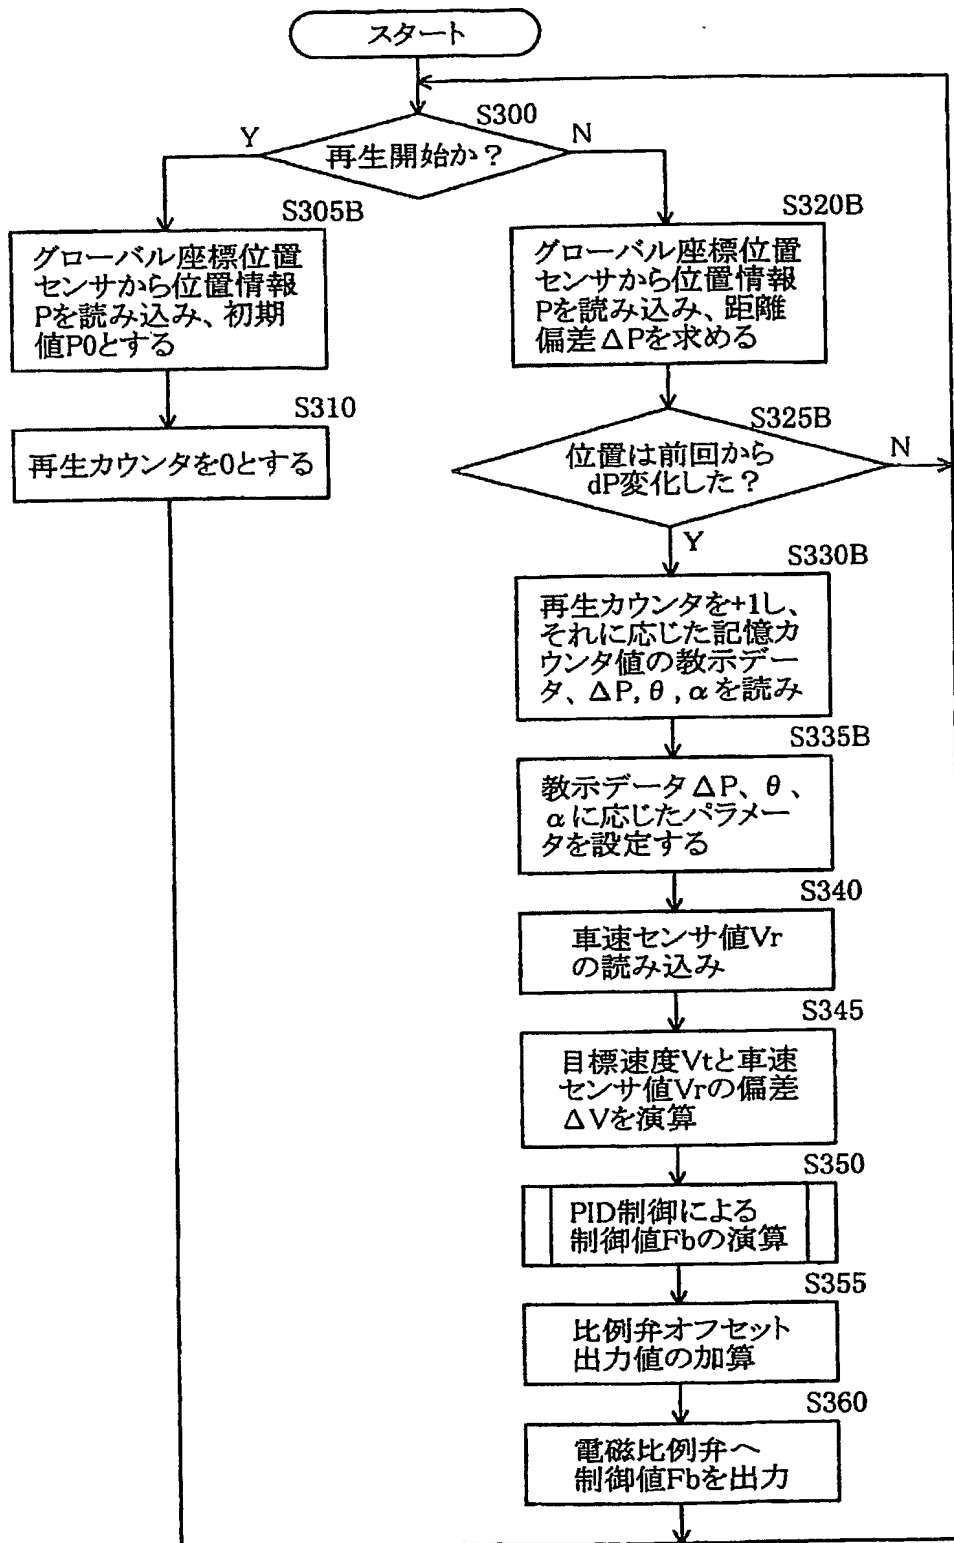 スタート
S300
Y
N
再生開始か？
S305B
グローバル座標位置
センサから位置情報
Pを読み込み、初期
値P0とする
S310
再生カウンタを0とする
S320B
グローバル座標位置
センサから位置情報
Pを読み込み、距離
偏差ΔPを求める
S325B
位置は前回から
dP変化した？
N
Y
S330B
再生カウンタを+1し、
それに応じた記憶カ
ウンタ値の教示デー
タ、ΔP,θ,αを読み
S335B
教示データΔP、θ、
αに応じたパラメー
タを設定する
S340
車速センサ値Vr
の読み込み
S345
目標速度Vtと車速
センサ値Vrの偏差
ΔVを演算
S350
PID制御による
制御値Fbの演算
S355
比例弁オフセット
出力値の加算
S360
電磁比例弁へ
制御値Fbを出力